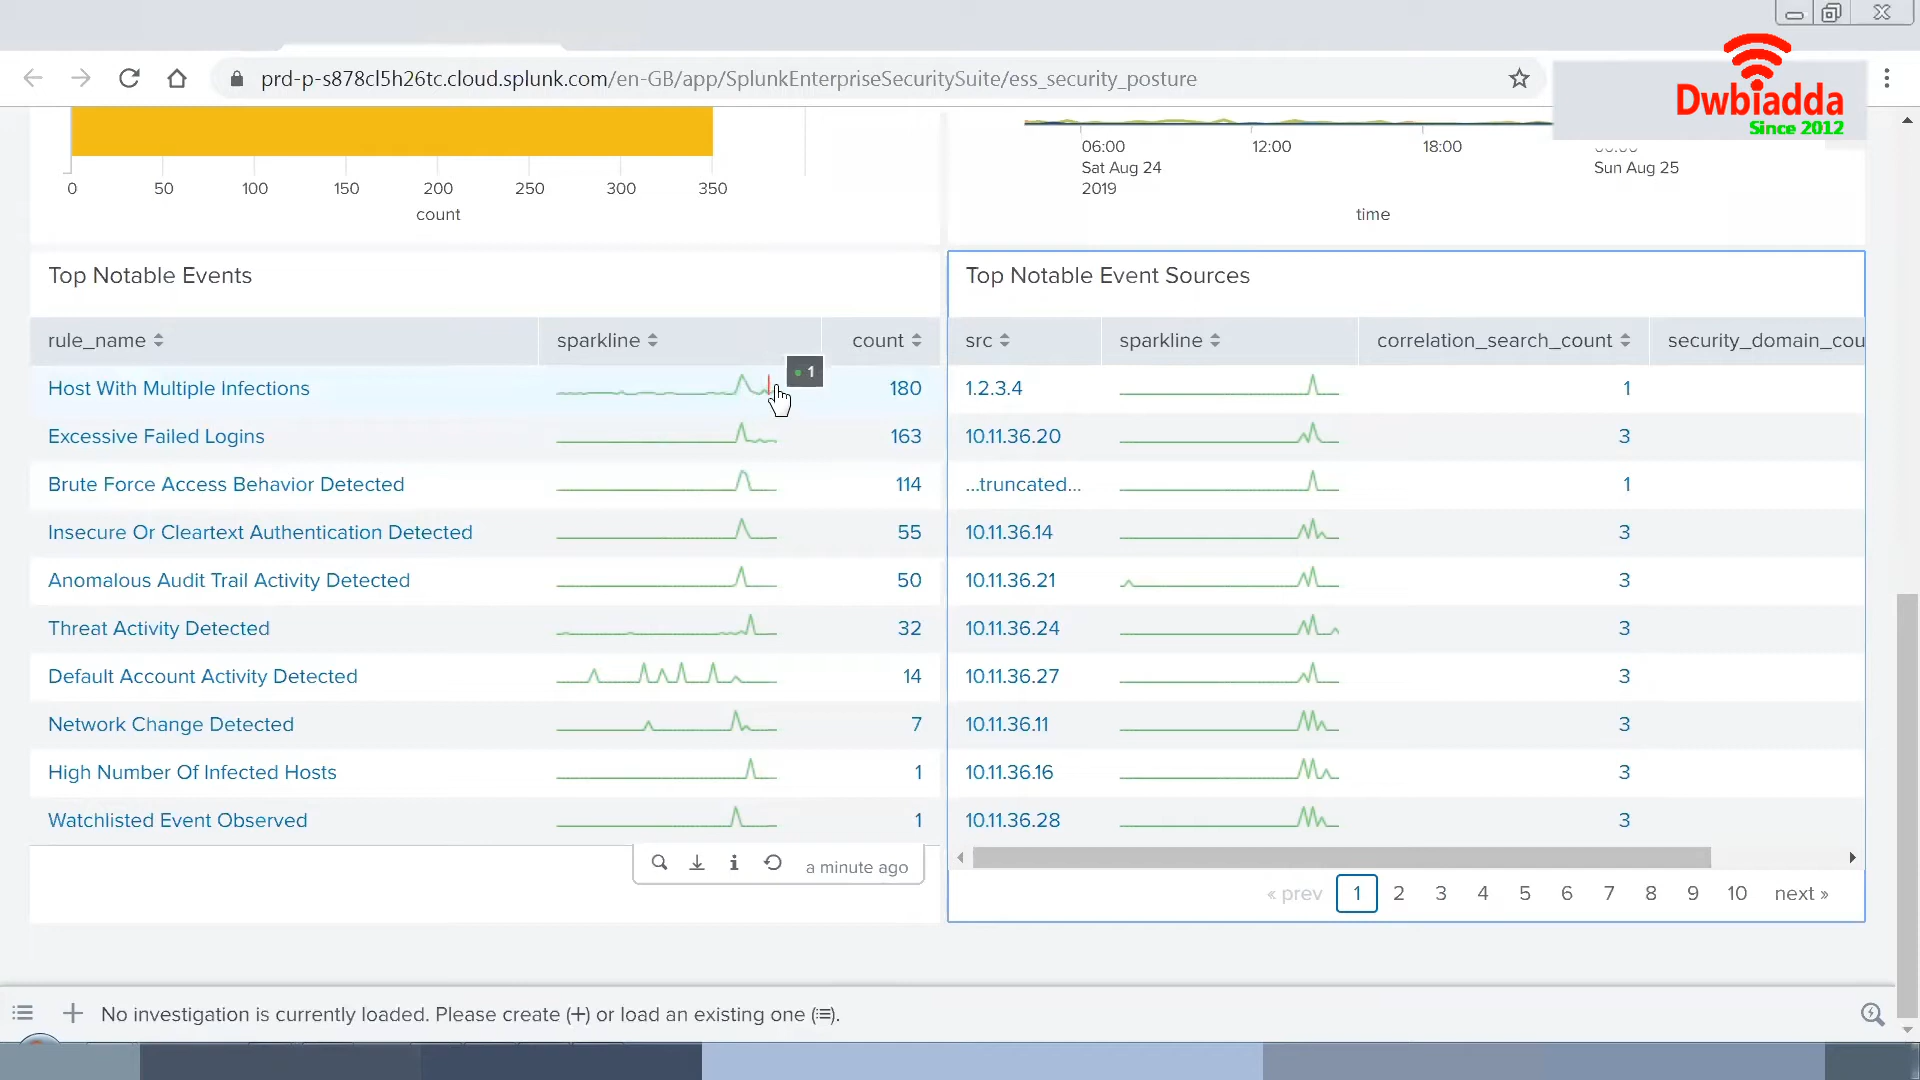 prd-p-s878cl5h26tc.cloud.splunk.com/en-GB/app/SplunkEnterpriseSecuritySuite/ess_security_posture
Dwbiadda
Since 2012
0 50 100 150 200 250 300 350
count
06:00 12:00 18:00
Sat Aug 24 Sun Aug 25
2019
time
Top Notable Events
rule_name sparkline count
1
Host With Multiple Infections 180
Excessive Failed Logins 163
Brute Force Access Behavior Detected 114
Insecure Or Cleartext Authentication Detected 55
Anomalous Audit Trail Activity Detected 50
Threat Activity Detected 32
Default Account Activity Detected 14
Network Change Detected 7
High Number Of Infected Hosts 1
Watchlisted Event Observed 1
a minute ago
Top Notable Event Sources
src sparkline correlation_search_count security_domain_cou
1.2.3.4 1
10.11.36.20 3
...truncated... 1
10.11.36.14 3
10.11.36.21 3
10.11.36.24 3
10.11.36.27 3
10.11.36.11 3
10.11.36.16 3
10.11.36.28 3
« prev 1 2 3 4 5 6 7 8 9 10 next »
No investigation is currently loaded. Please create (+) or load an existing one (≔).